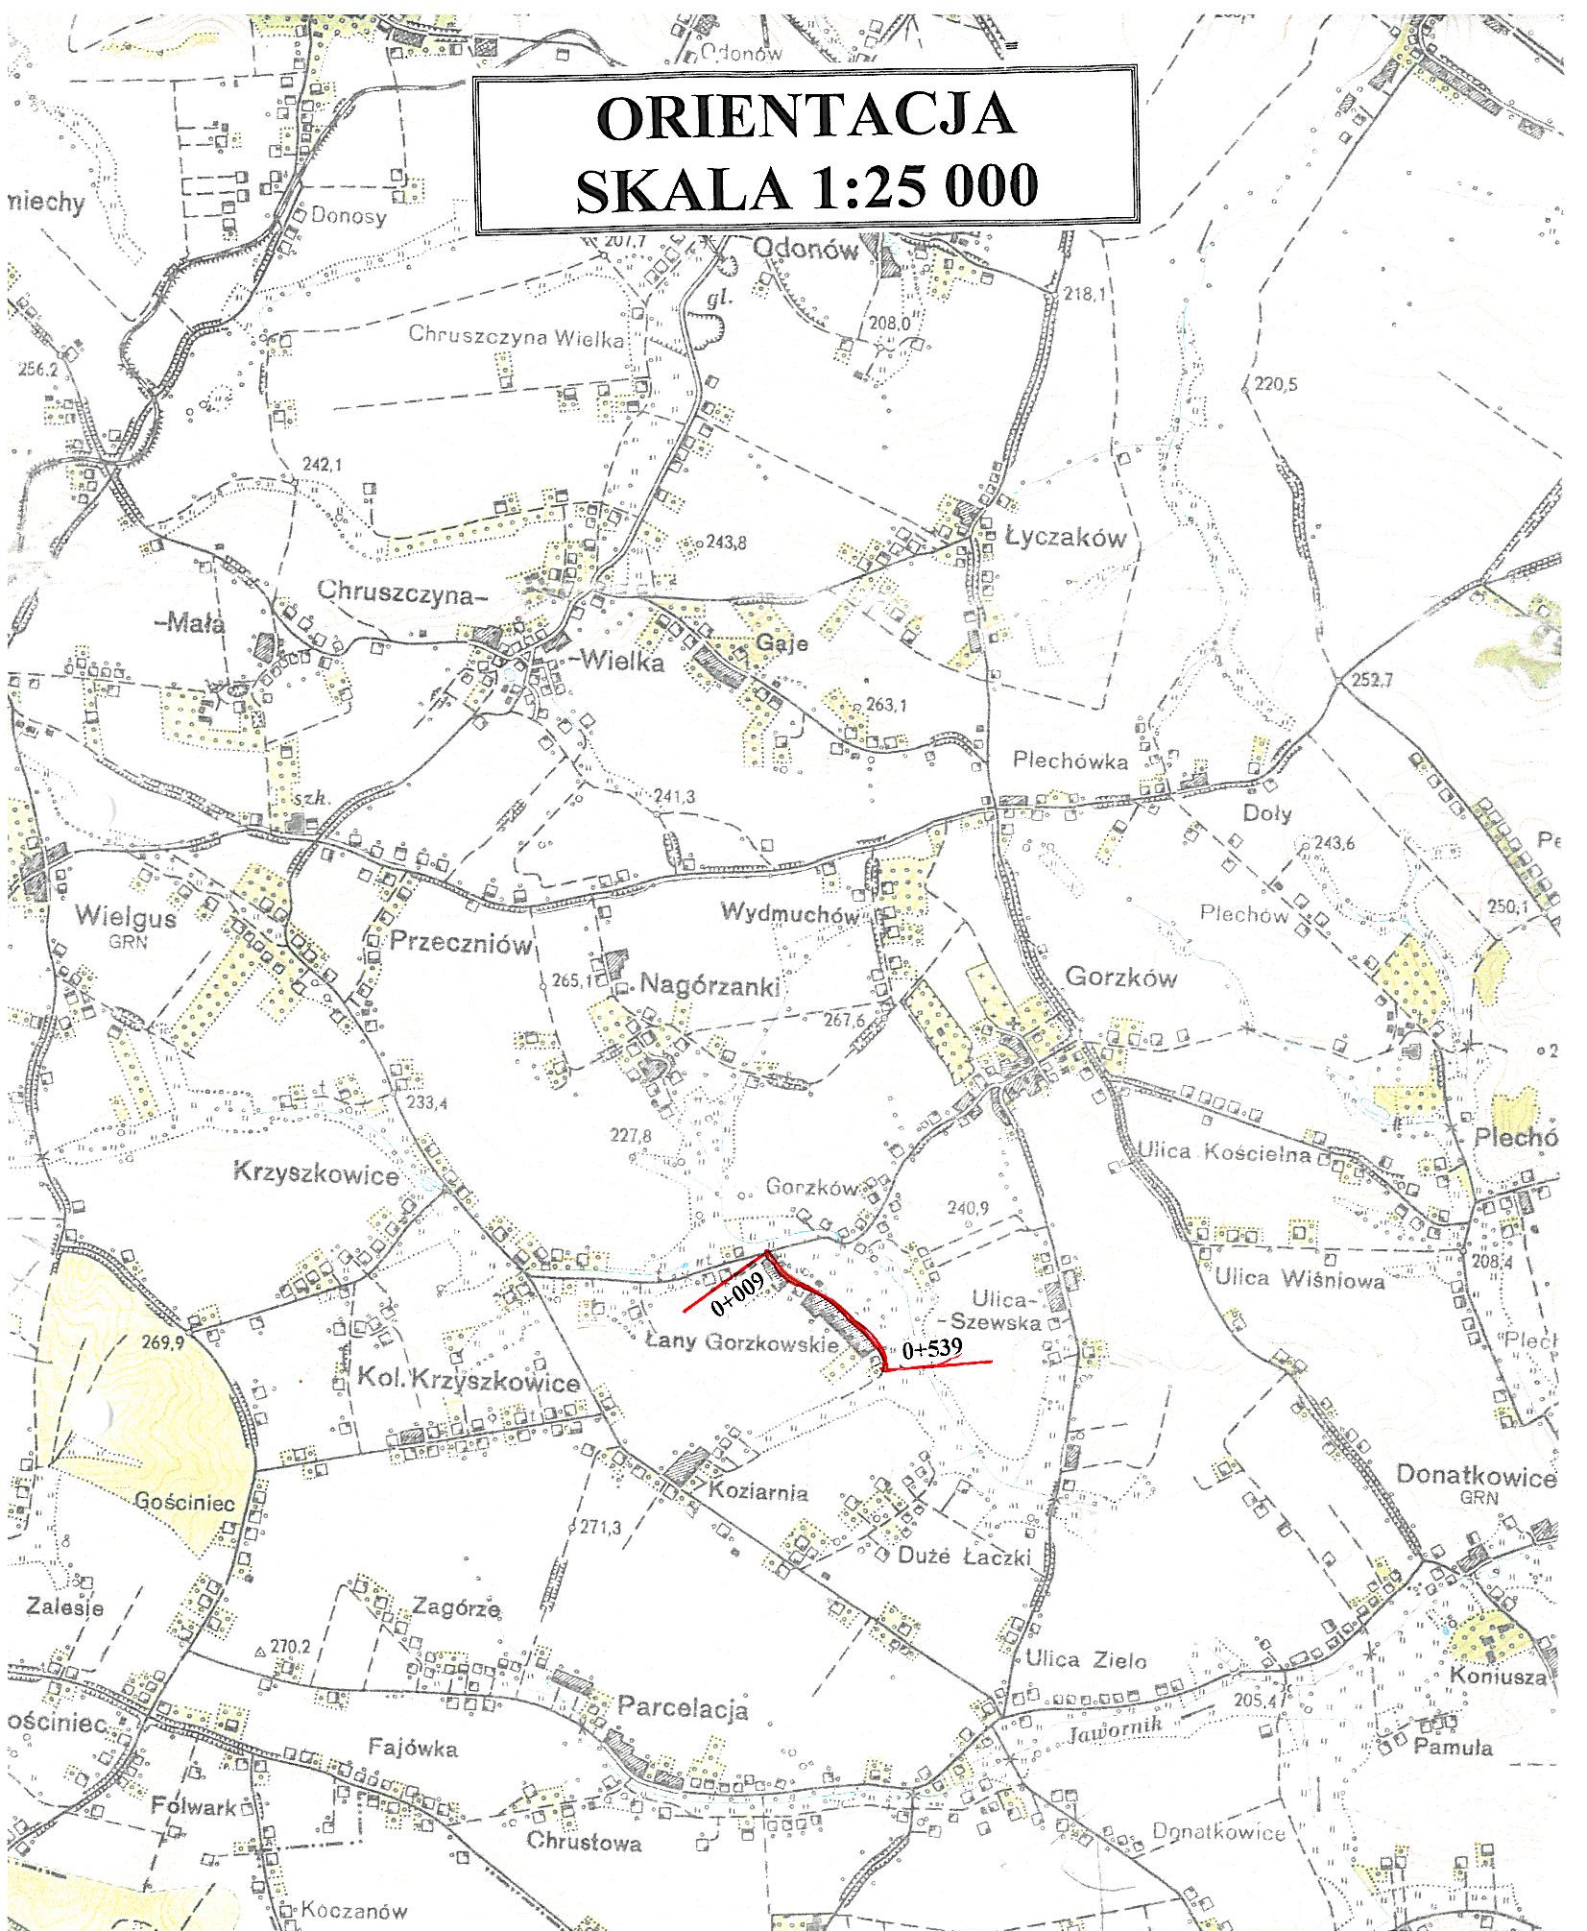 Odonów
ORIENTACJA
SKALA 1:25 000
miechy
Donosy
207,7
Odonów
gl.
218,1
208,0
Chruszczyna Wielka
256,2
220,5
242,1
243,8
Łyczaków
Chruszczyna-
-Mała
-Wielka
Gaje
252,7
263,1
Plechówka
szk.
241,3
Doły
243,6
Pe
Wielgus
GRN
Przeczniów
Wydmuchów
Plechów
250,1
265,1
Nagórzanki
Gorzków
267,6
233,4
227,8
Ulica Kościelna
Plechó
Krzyszkowice
Gorzków
240,9
208,4
Ulica Wiśniowa
0+009
Ulica-
-Szewska
269,9
Łany Gorzkowskie
0+539
Plech
Kol. Krzyszkowice
Donatkowice
GRN
Gościniec
Koziarnia
271,3
Duże Łaczki
Zalesie
Zagórze
270,2
Ulica Zielo
Koniusza
205,4
Parcelacja
ościniec
Jawornik
Fajówka
Pamula
Folwark
Chrustowa
Donatkowice
Koczanów